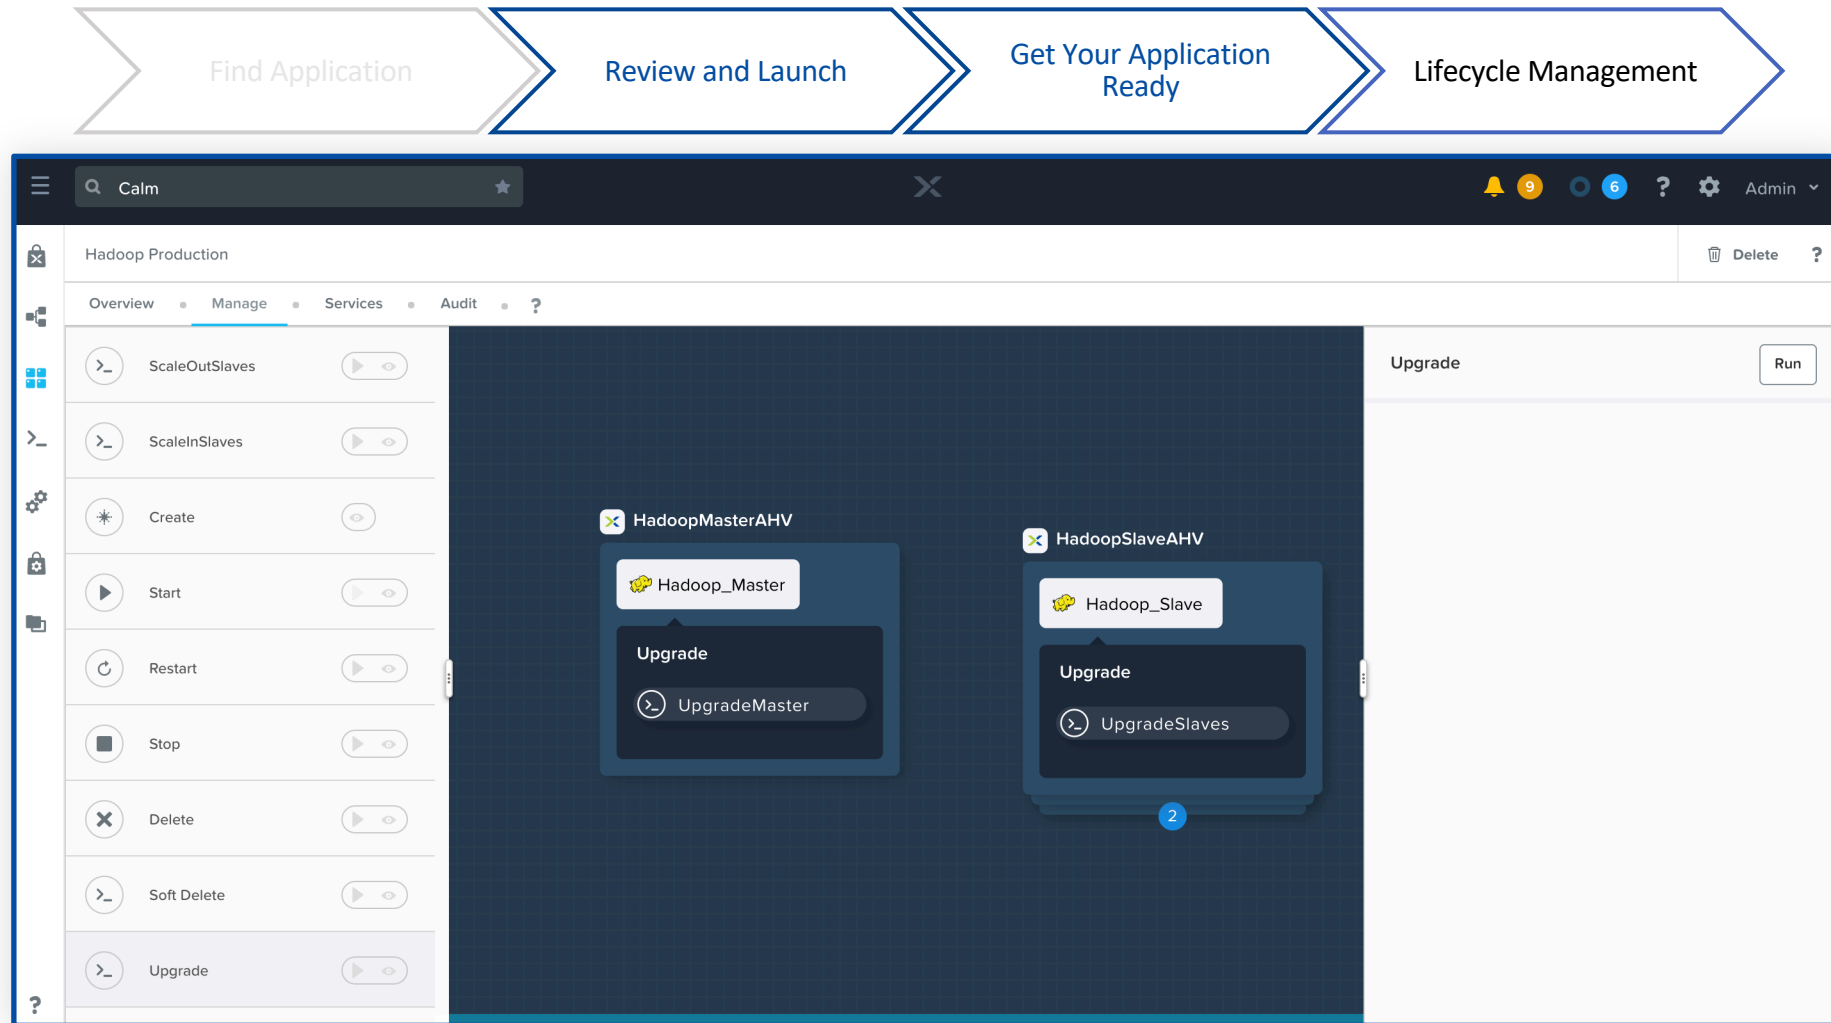 Find Application
Review and Launch
Get Your Application
Ready
Lifecycle Management
Calm
9
6
?
Admin
Hadoop Production
Delete
?
Overview
Manage
Services
Audit
?
ScaleOutSlaves
ScaleInSlaves
Create
Start
Restart
Stop
Delete
Soft Delete
Upgrade
?
HadoopMasterAHV
Hadoop_Master
Upgrade
UpgradeMaster
HadoopSlaveAHV
Hadoop_Slave
Upgrade
UpgradeSlaves
2
Upgrade
Run